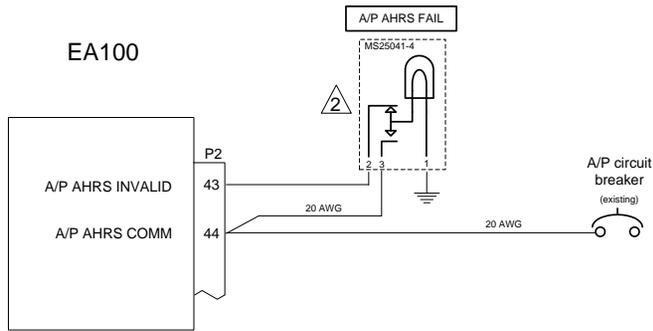 A/P AHRS FAIL
MS25041-4
EA100
2
P2
2 3 1
A/P AHRS INVALID 43
20 AWG
A/P AHRS COMM 44
20 AWG
A/P circuit
breaker
(existing)